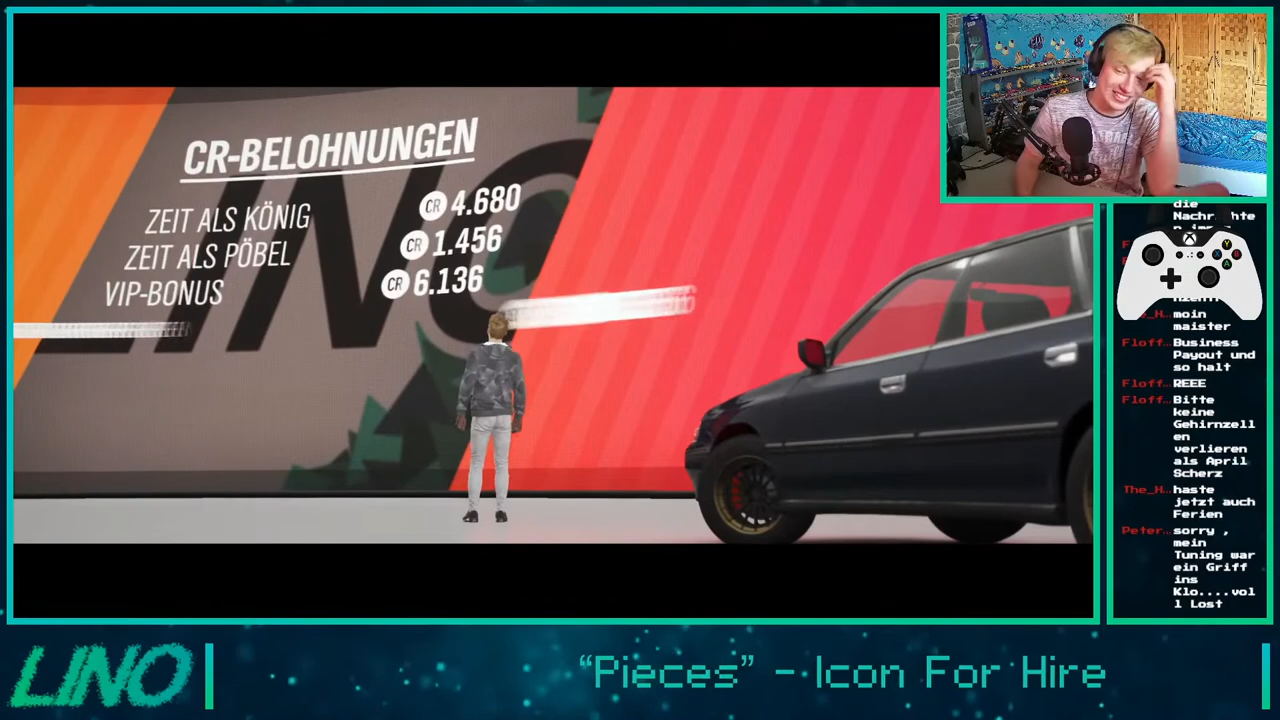 CR-BELOHNUNGEN
ZEIT ALS KÖNIG CR 4.680
ZEIT ALS PÖBEL CR 1.456
VIP-BONUS CR 6.136
LINO
die
moin
maister
Floff… Business
Payout und
so halt
Floff… REEE
Floff… Bitte
keine
Gehirnzell
en
verlieren
als April
Scherz
The_H… haste
jetzt auch
Ferien
Peter… sorry ,
mein
Tuning war
ein Griff
ins
Klo....vol
l Lost
LINO
“Pieces” - Icon For Hire